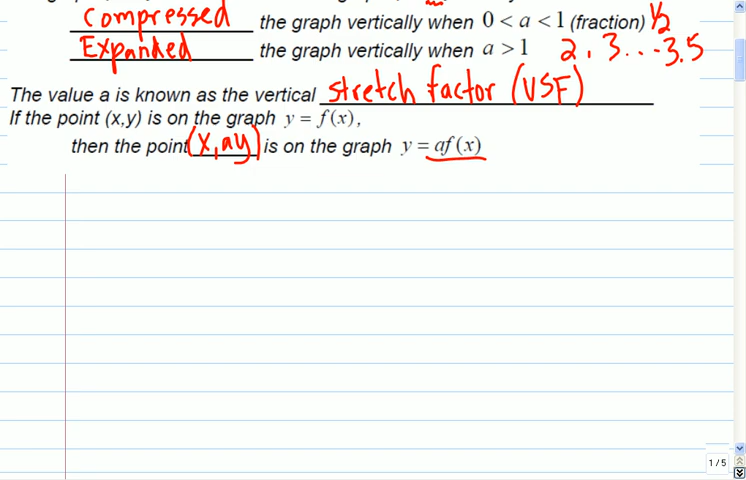 compressed the graph vertically when 0 < a < 1 (fraction) 1/2
Expanded the graph vertically when a > 1 2, 3...-3.5
The value a is known as the vertical stretch factor (VSF)
If the point (x,y) is on the graph y = f(x),
then the point (x, ay) is on the graph y = af(x)
1 / 5